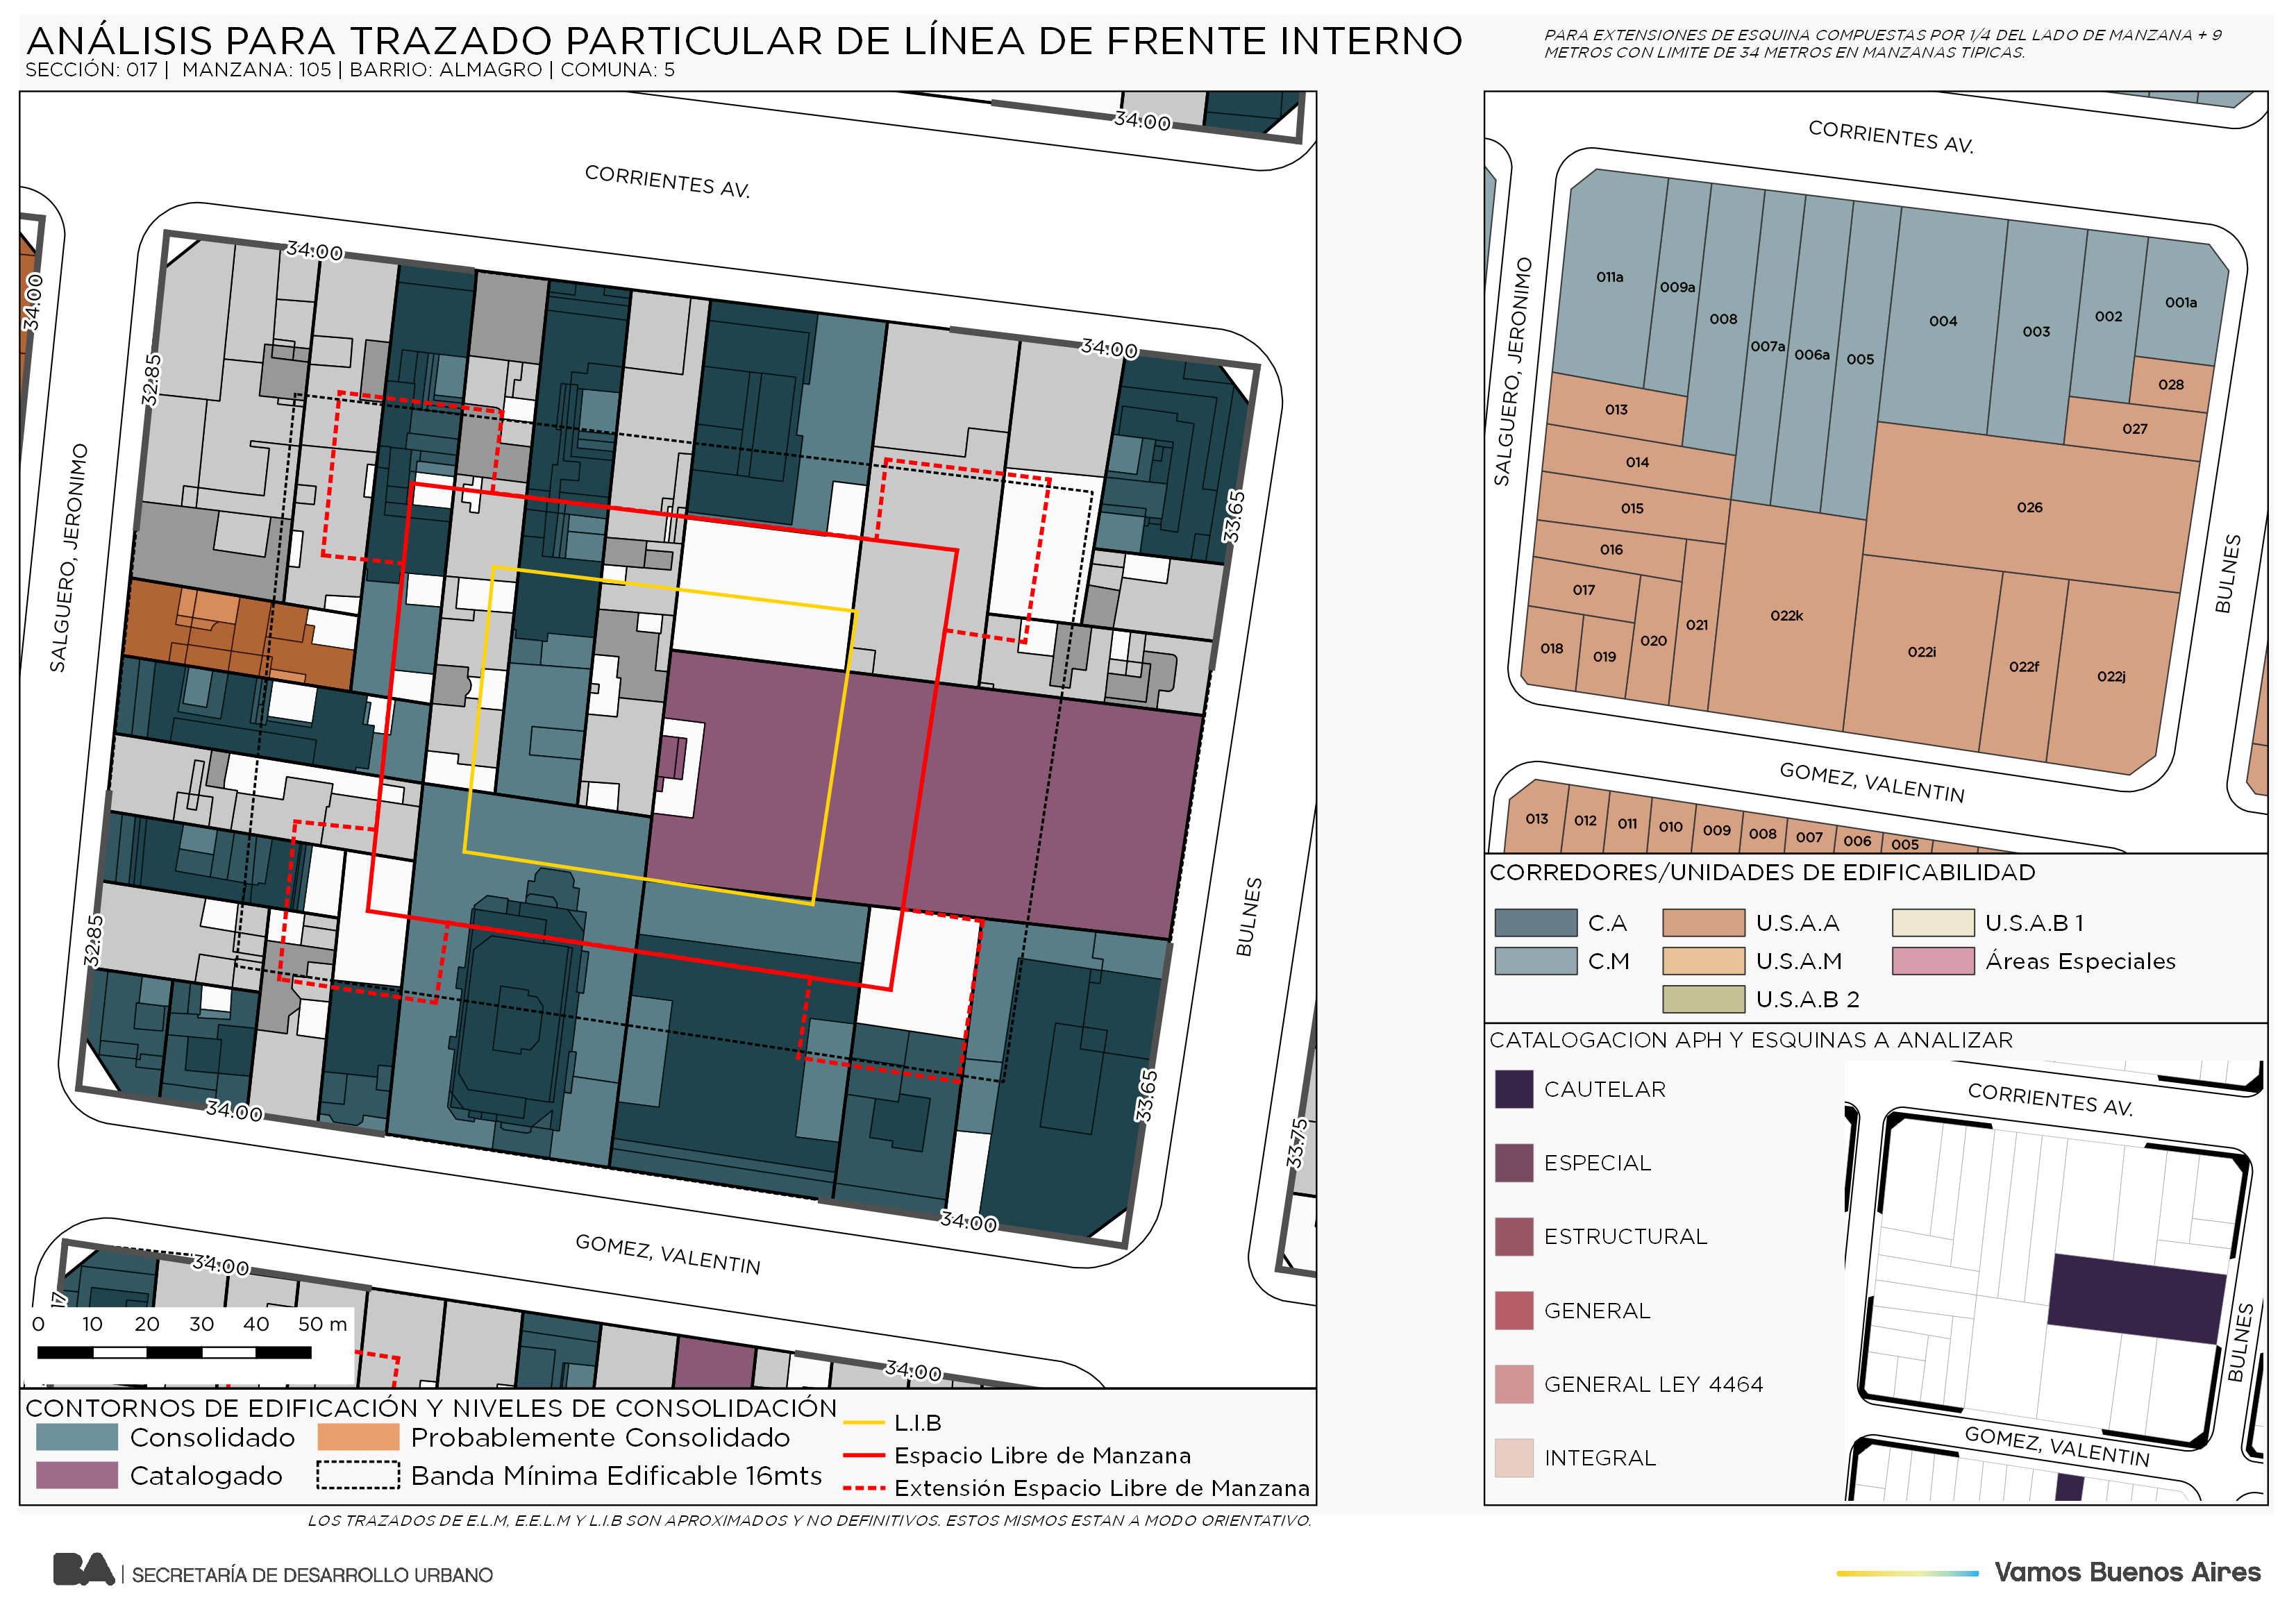 ANÁLISIS PARA TRAZADO PARTICULAR DE LÍNEA DE FRENTE INTERNO
SECCIÓN: 017 | MANZANA: 105 | BARRIO: ALMAGRO | COMUNA: 5
PARA EXTENSIONES DE ESQUINA COMPUESTAS POR 1/4 DEL LADO DE MANZANA + 9
METROS CON LIMITE DE 34 METROS EN MANZANAS TIPICAS.
34.00
CORRIENTES AV.
34.00
34.00
34.00
32.85
33.65
SALGUERO, JERONIMO
BULNES
32.85
33.65
34.00
34.00
33.75
GOMEZ, VALENTIN
34.00
17
34.00
0 10 20 30 40 50 m
CONTORNOS DE EDIFICACIÓN Y NIVELES DE CONSOLIDACIÓN
Consolidado
Probablemente Consolidado
Catalogado
Banda Mínima Edificable 16mts
L.I.B
Espacio Libre de Manzana
Extensión Espacio Libre de Manzana
LOS TRAZADOS DE E.L.M, E.E.L.M Y L.I.B SON APROXIMADOS Y NO DEFINITIVOS. ESTOS MISMOS ESTAN A MODO ORIENTATIVO.
CORRIENTES AV.
SALGUERO, JERONIMO
BULNES
011a
009a
008
007a
006a
005
004
003
002
001a
028
027
013
014
015
026
016
017
018
019
020
021
022k
022i
022f
022j
GOMEZ, VALENTIN
013
012
011
010
009
008
007
006
005
CORREDORES/UNIDADES DE EDIFICABILIDAD
C.A
U.S.A.A
U.S.A.B 1
C.M
U.S.A.M
Áreas Especiales
U.S.A.B 2
CATALOGACION APH Y ESQUINAS A ANALIZAR
CAUTELAR
ESPECIAL
ESTRUCTURAL
GENERAL
GENERAL LEY 4464
INTEGRAL
CORRIENTES AV.
BULNES
GOMEZ, VALENTIN
BA | SECRETARÍA DE DESARROLLO URBANO
Vamos Buenos Aires